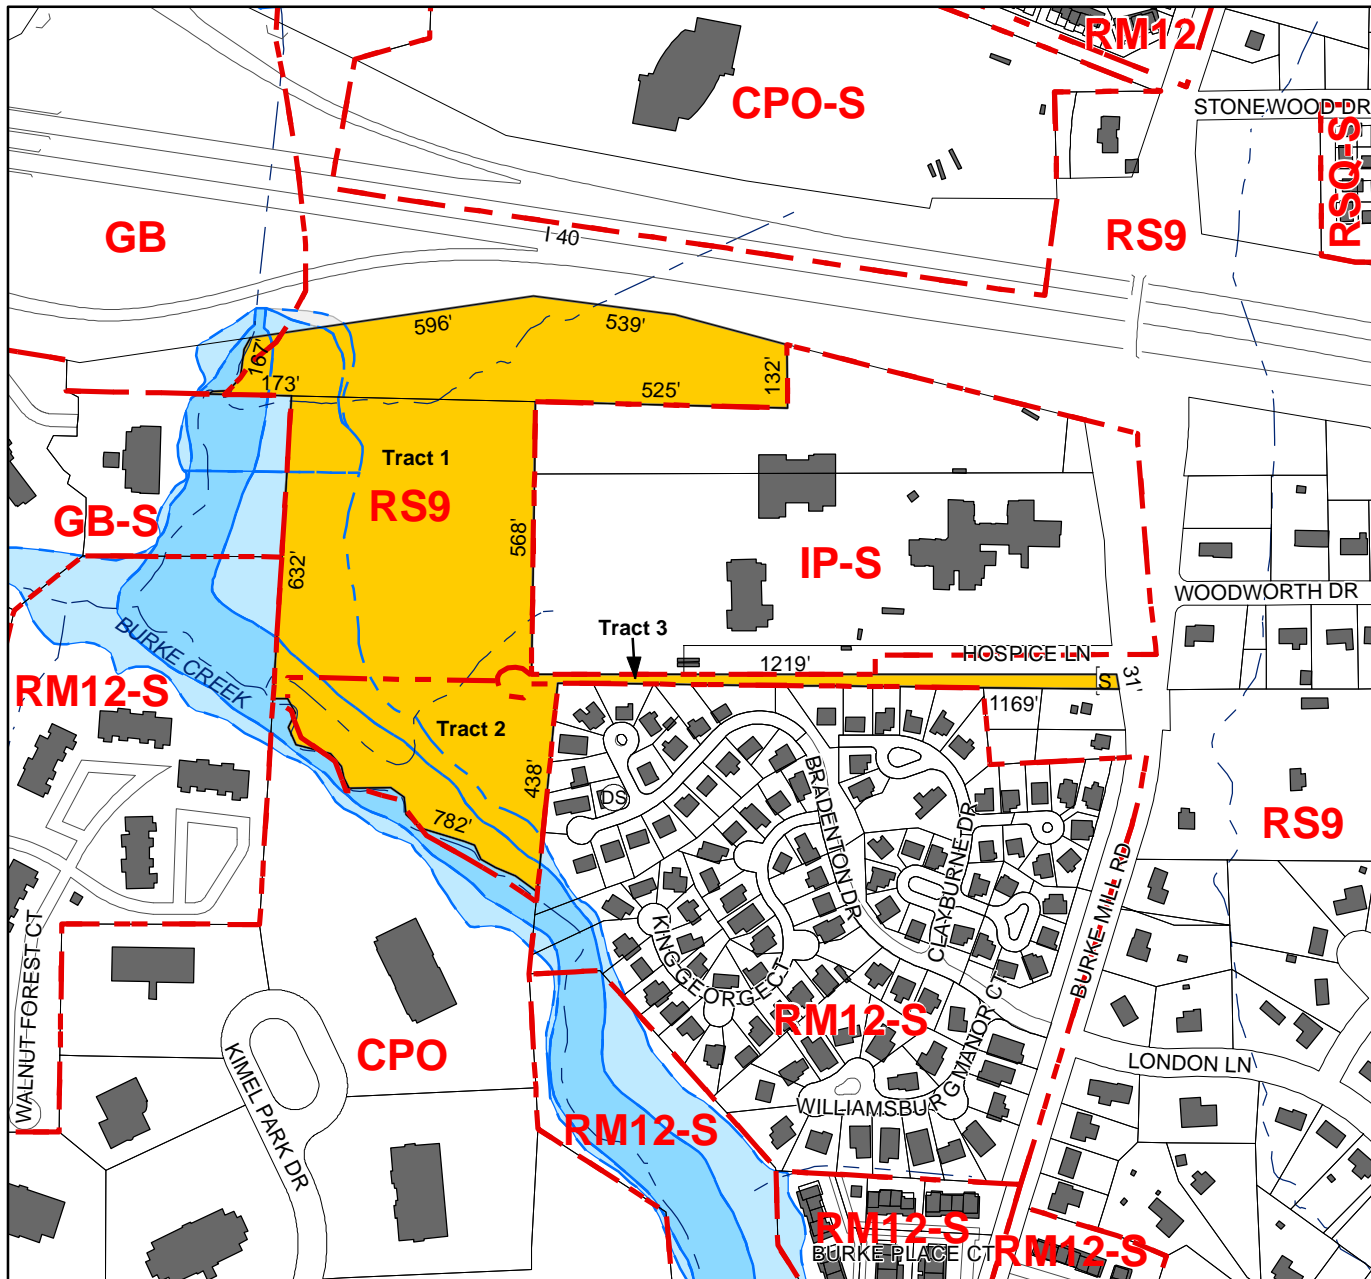 RM12
CPO-S
STONEWOOD DR
RSQ-S
GB
I 40
RS9
596'
539'
167'
173'
525'
132'
Tract 1
RS9
GB-S
568'
632'
IP-S
WOODWORTH DR
BURKE CREEK
Tract 3
1219'
HOSPICE LN
S
31'
RM12-S
Tract 2
1169'
438'
DS
782'
BRADENTON DR
CLAYBURNE DR
RS9
BURKE MILL RD
KING GEORGE CT
WALNUT FOREST CT
CPO
KIMEL PARK DR
RM12-S
LONDON LN
WILLIAMSBURG MANOR CT
RM12-S
RM12-S
BURKE PLACE CT
RM12-S